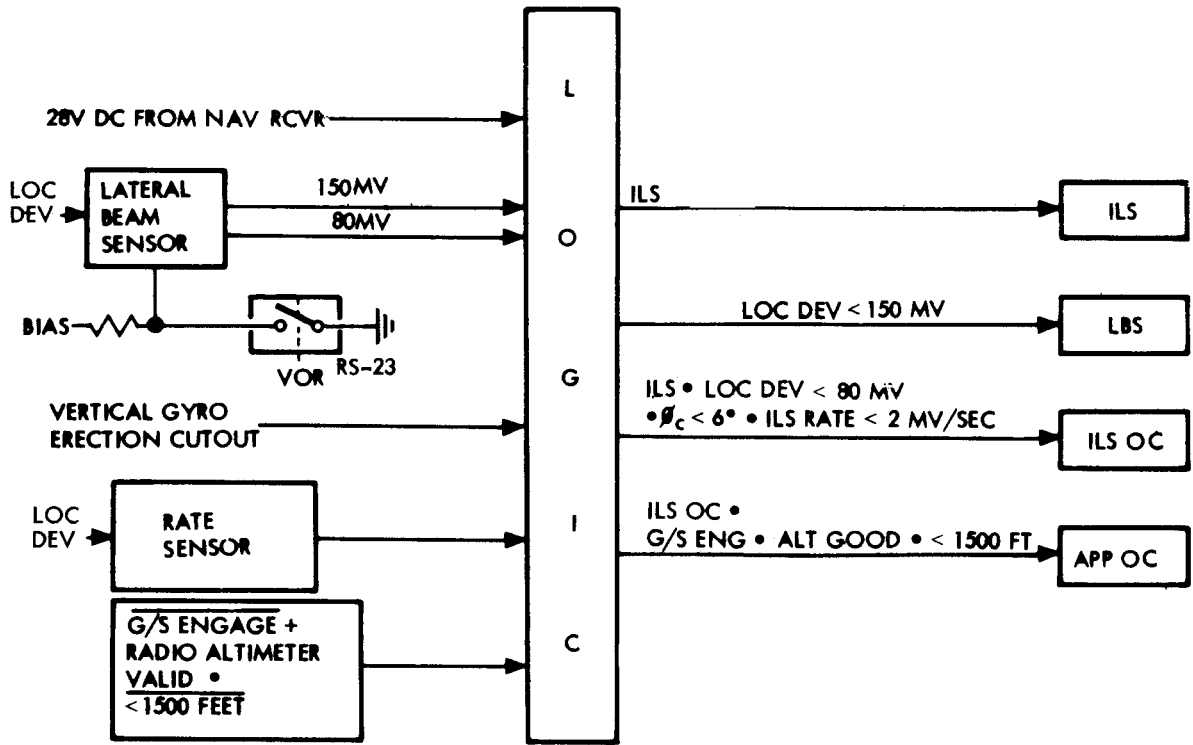 28V DC FROM NAV RCVR
LOC
DEV
LATERAL
BEAM
SENSOR
150MV
80MV
BIAS
VOR
RS-23
VERTICAL GYRO
ERECTION CUTOUT
LOC
DEV
RATE
SENSOR
G/S ENGAGE +
RADIO ALTIMETER
VALID •
<1500 FEET
L
O
G
I
C
ILS
ILS
LOC DEV < 150 MV
LBS
ILS • LOC DEV < 80 MV
• Ø_c < 6° • ILS RATE < 2 MV/SEC
ILS OC
ILS OC •
G/S ENG • ALT GOOD • < 1500 FT
APP OC